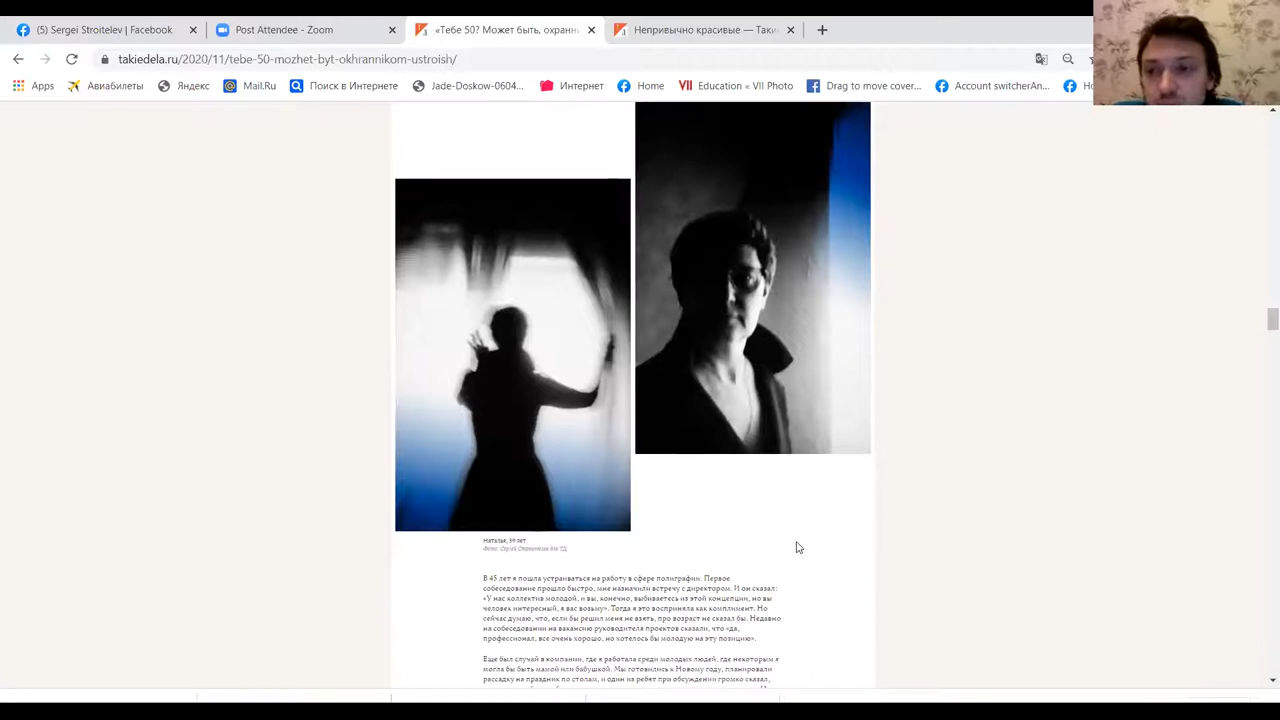 (5) Sergei Stroitelev | Facebook
Post Attendee - Zoom
«Тебе 50? Может быть, охранн
Непривычно красивые — Таки
takiedela.ru/2020/11/tebe-50-mozhet-byt-okhrannikom-ustroish/
Apps
Авиабилеты
Яндекс
Mail.Ru
Поиск в Интернете
Jade-Doskow-0604...
Интернет
Home
VII Education « VII Photo
Drag to move cover...
Account switcherAn...
Наталья, 59 лет
Фото: Сергей Строителев для ТД
В 45 лет я пошла устраиваться на работу в сфере полиграфии. Первое
собеседование прошло быстро, мне назначили встречу с директором. И он сказал:
«У нас коллектив молодой, и вы, конечно, выбиваетесь из этой концепции, но вы
человек интересный, я вас возьму». Тогда я это восприняла как комплимент. Но
сейчас думаю, что, если бы решил меня не взять, про возраст не сказал бы. Недавно
на собеседовании на вакансию руководителя проектов сказали, что «да,
профессионал, все очень хорошо, но хотелось бы молодую на эту позицию».
Еще был случай в компании, где я работала среди молодых людей, где некоторым я
могла бы быть мамой или бабушкой. Мы готовились к Новому году, планировали
рассадку на праздник по столам, и один из ребят при обсуждении громко сказал,